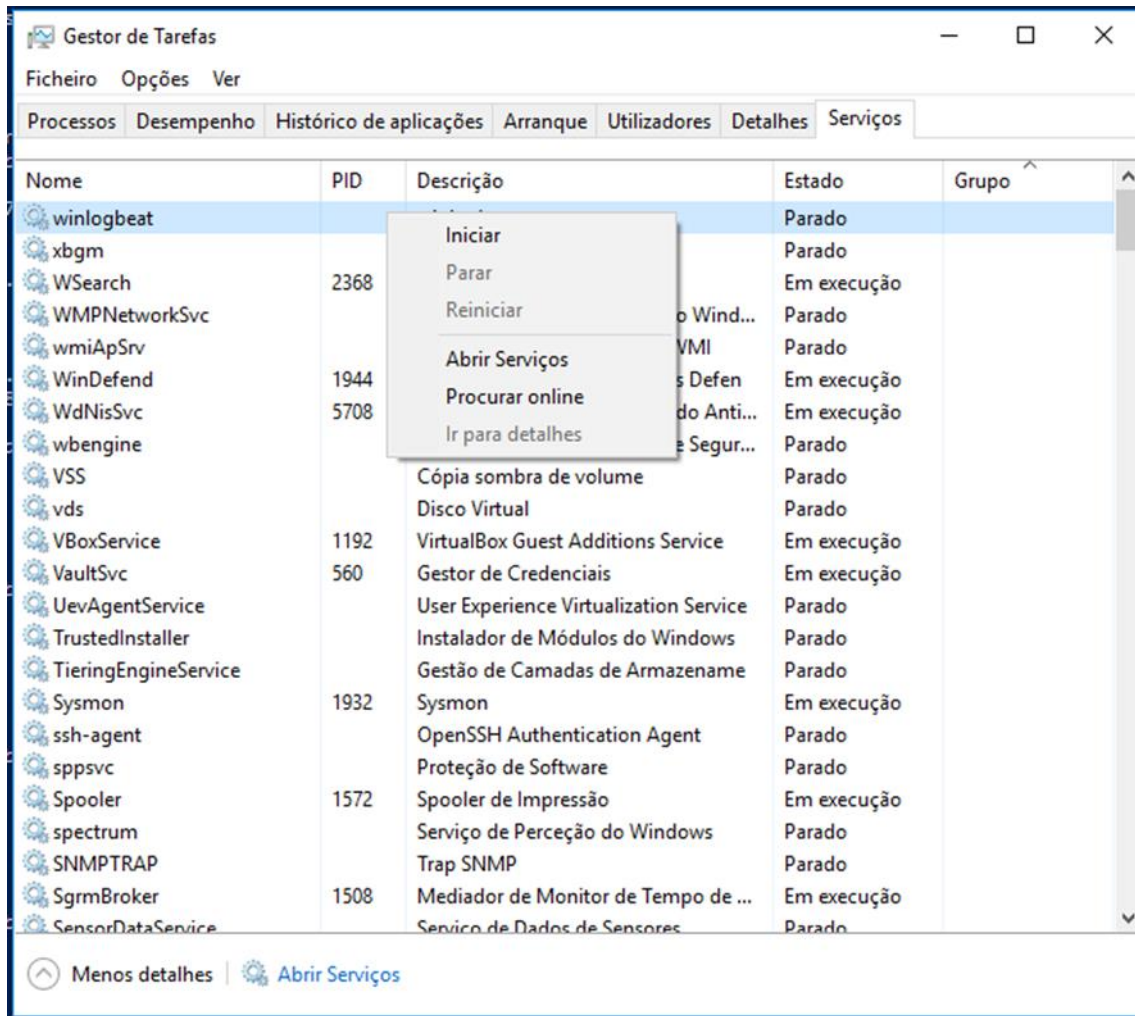 Gestor de Tarefas
Ficheiro Opções Ver
Processos Desempenho Histórico de aplicações Arranque Utilizadores Detalhes Serviços
Nome PID Descrição Estado Grupo
winlogbeat Parado
xbgm Parado
WSearch 2368 Em execução
WMPNetworkSvc o Wind... Parado
wmiApSrv WMI Parado
WinDefend 1944 s Defen Em execução
WdNisSvc 5708 do Anti... Em execução
wbengine e Segur... Parado
Iniciar
Parar
Reiniciar
Abrir Serviços
Procurar online
Ir para detalhes
VSS Cópia sombra de volume Parado
vds Disco Virtual Parado
VBoxService 1192 VirtualBox Guest Additions Service Em execução
VaultSvc 560 Gestor de Credenciais Em execução
UevAgentService User Experience Virtualization Service Parado
TrustedInstaller Instalador de Módulos do Windows Parado
TieringEngineService Gestão de Camadas de Armazename Parado
Sysmon 1932 Sysmon Em execução
ssh-agent OpenSSH Authentication Agent Parado
sppsvc Proteção de Software Parado
Spooler 1572 Spooler de Impressão Em execução
spectrum Serviço de Perceção do Windows Parado
SNMPTRAP Trap SNMP Parado
SgrmBroker 1508 Mediador de Monitor de Tempo de ... Em execução
SensorDataService Serviço de Dados de Sensores Parado
Menos detalhes Abrir Serviços